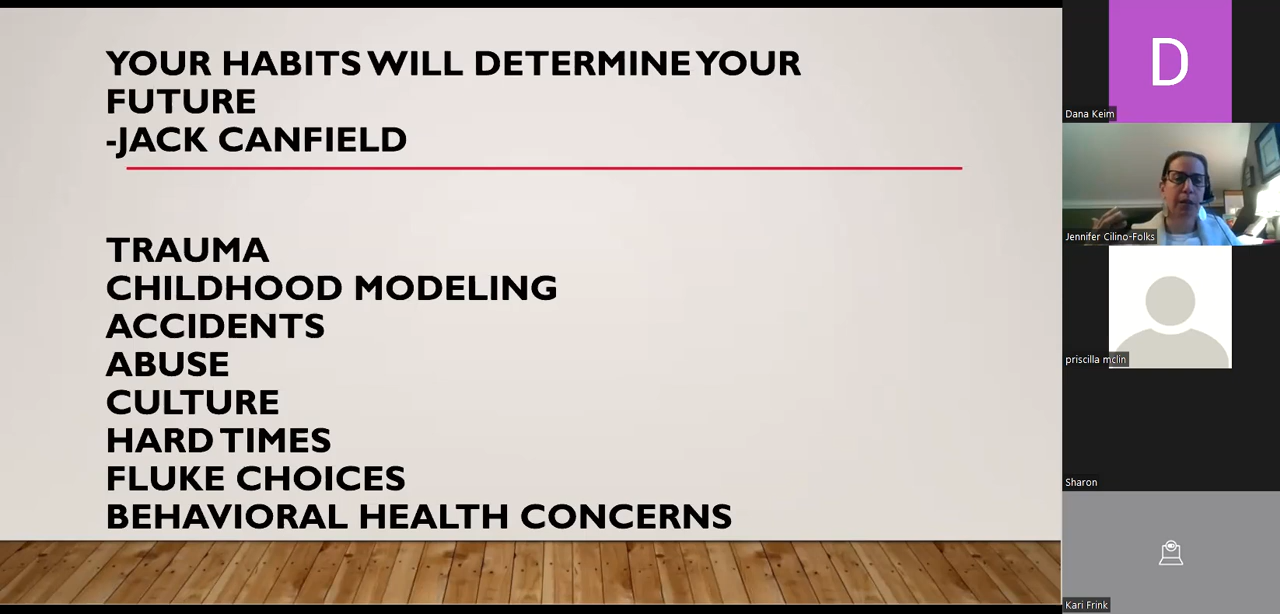 YOUR HABITS WILL DETERMINE YOUR
FUTURE
-JACK CANFIELD
TRAUMA
CHILDHOOD MODELING
ACCIDENTS
ABUSE
CULTURE
HARD TIMES
FLUKE CHOICES
BEHAVIORAL HEALTH CONCERNS
D
Dana Keim
Jennifer Cilino-Folks
priscilla mclin
Sharon
Kari Frink